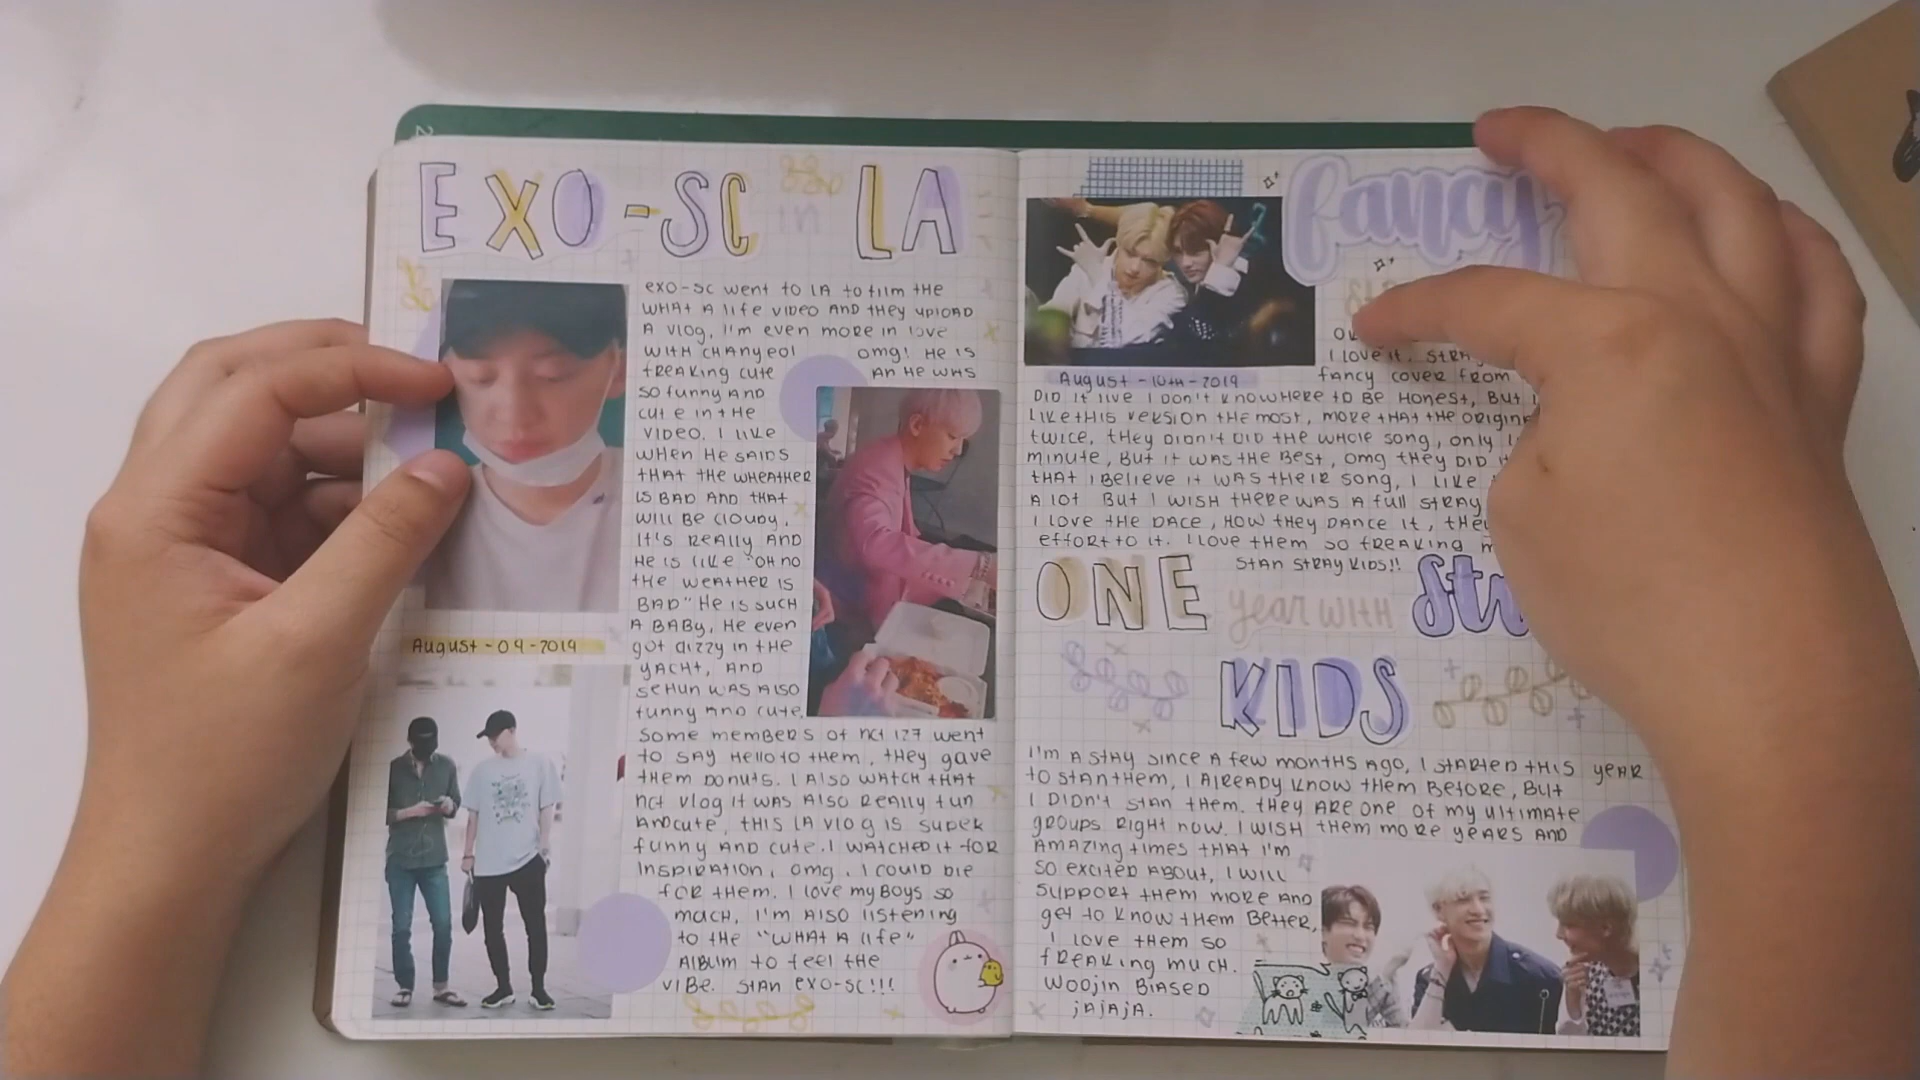 EXO-SC in LA
exo-sc went to LA to film the
what a life video and they upload
a vlog, I'm even more in love
with chanyeol omg! He is
freaking cute an he was
so funny and
cute in the
video. I like
when he saids
that the wheather
is bad and that
will be cloudy.
It's really and
He is like "oh no
the weather is
bad" He is such
a baby, he even
got dizzy in the
yacht, and
sehun was also
funny and cute.
Some members of nct 127 went
to say hello to them, they gave
them donuts. I also watch that
nct vlog it was also really fun
and cute, this LA vlog is super
funny and cute. I watched it for
inspiration, omg, I could die
for them. I love my boys so
mach, I'm also listening
to the "what a life"
album to feel the
vibe. Stan exo-sc!!!
August - 09 - 2019
fancy
I love it. 
fancy cover from
August - 10th - 2019
did it live I don't know here to be honest, but I
like this version the most, more that the origin
twice, they didn't did the whole song, only
minute, but it was the best, omg they did
that I believe it was their song, I like
a lot but I wish there was a full stray
I love the dace, how they dance it, they
effort to it. I love them so freaking m
stan stray kids!!
ONE year with Str
KIDS
I'm a stay since a few months ago, I started this year
to stan them, I already know them before, but
I didn't stan them. they are one of my ultimate
groups right now. I wish them more years and
amazing times that I'm
so excited about, I will
support them more and
get to know them better,
I love them so
freaking much.
woojin biased
jajaja.